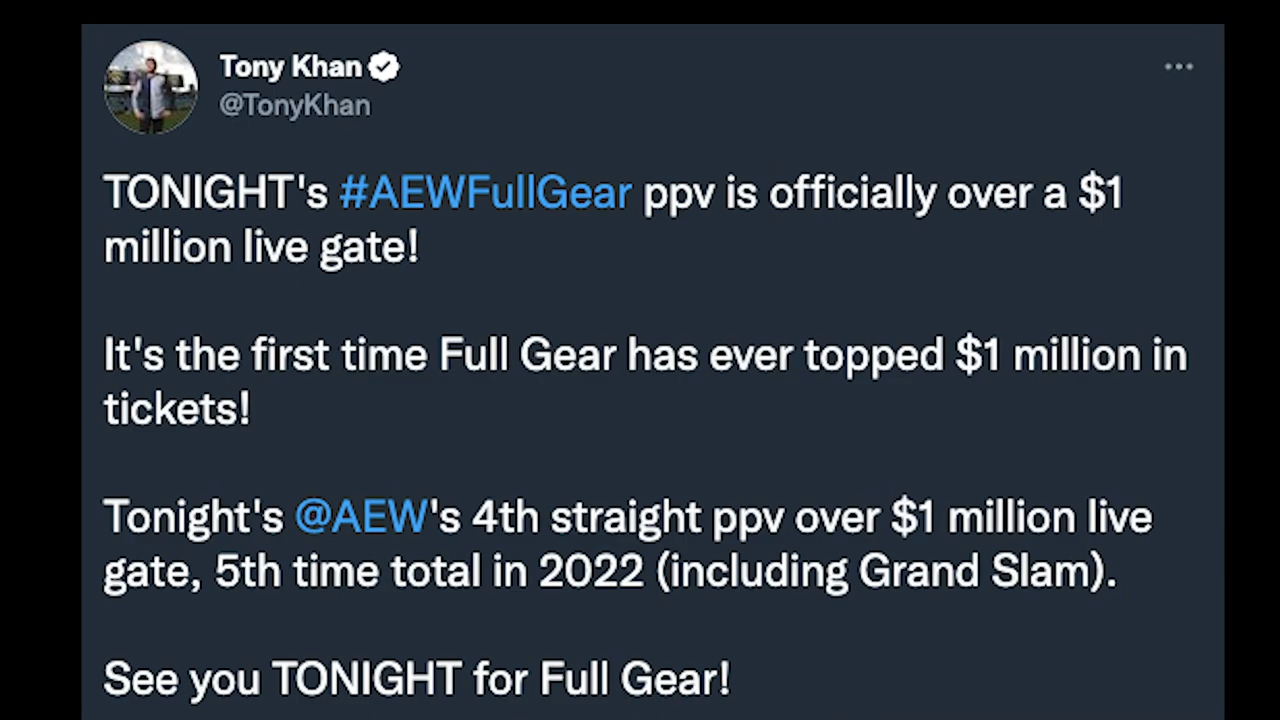 Tony Khan
@TonyKhan
TONIGHT's #AEWFullGear ppv is officially over a $1
million live gate!
It's the first time Full Gear has ever topped $1 million in
tickets!
Tonight's @AEW's 4th straight ppv over $1 million live
gate, 5th time total in 2022 (including Grand Slam).
See you TONIGHT for Full Gear!